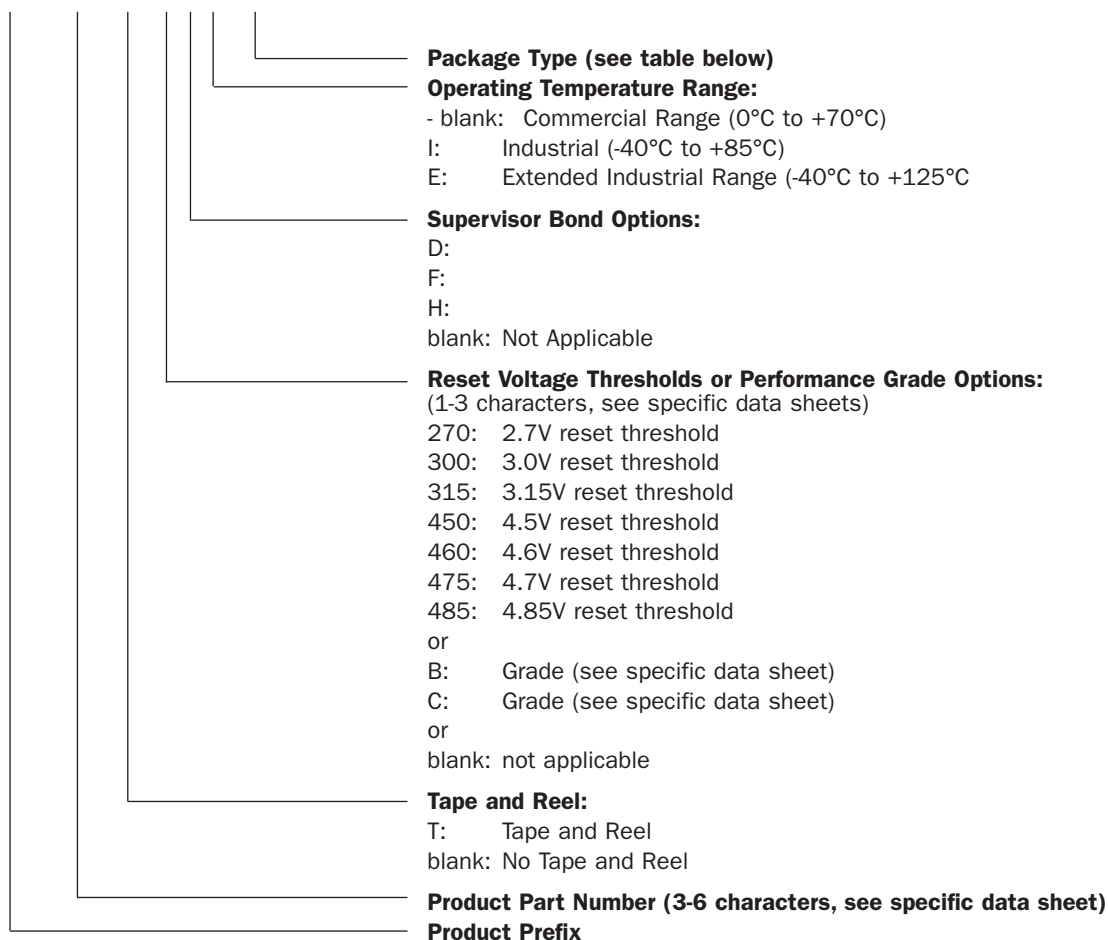 Package Type (see table below)
Operating Temperature Range:
- blank: Commercial Range (0°C to +70°C)
I: Industrial (-40°C to +85°C)
E: Extended Industrial Range (-40°C to +125°C
Supervisor Bond Options:
D:
F:
H:
blank: Not Applicable
Reset Voltage Thresholds or Performance Grade Options:
(1-3 characters, see specific data sheets)
270: 2.7V reset threshold
300: 3.0V reset threshold
315: 3.15V reset threshold
450: 4.5V reset threshold
460: 4.6V reset threshold
475: 4.7V reset threshold
485: 4.85V reset threshold
or
B: Grade (see specific data sheet)
C: Grade (see specific data sheet)
or
blank: not applicable
Tape and Reel:
T: Tape and Reel
blank: No Tape and Reel
Product Part Number (3-6 characters, see specific data sheet)
Product Prefix